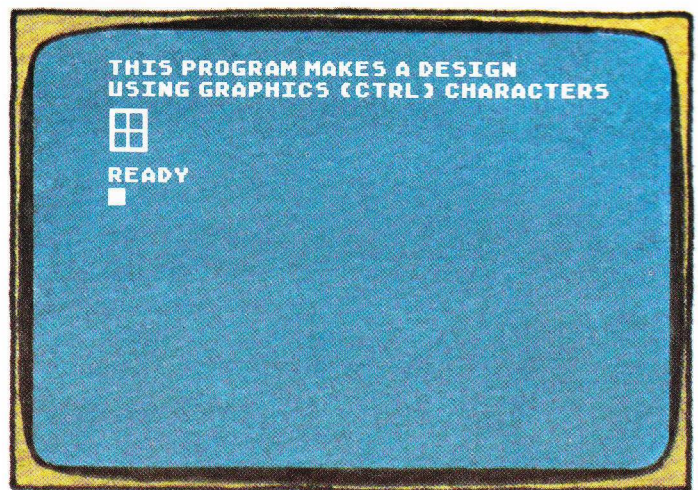 THIS PROGRAM MAKES A DESIGN
USING GRAPHICS (CTRL) CHARACTERS
READY